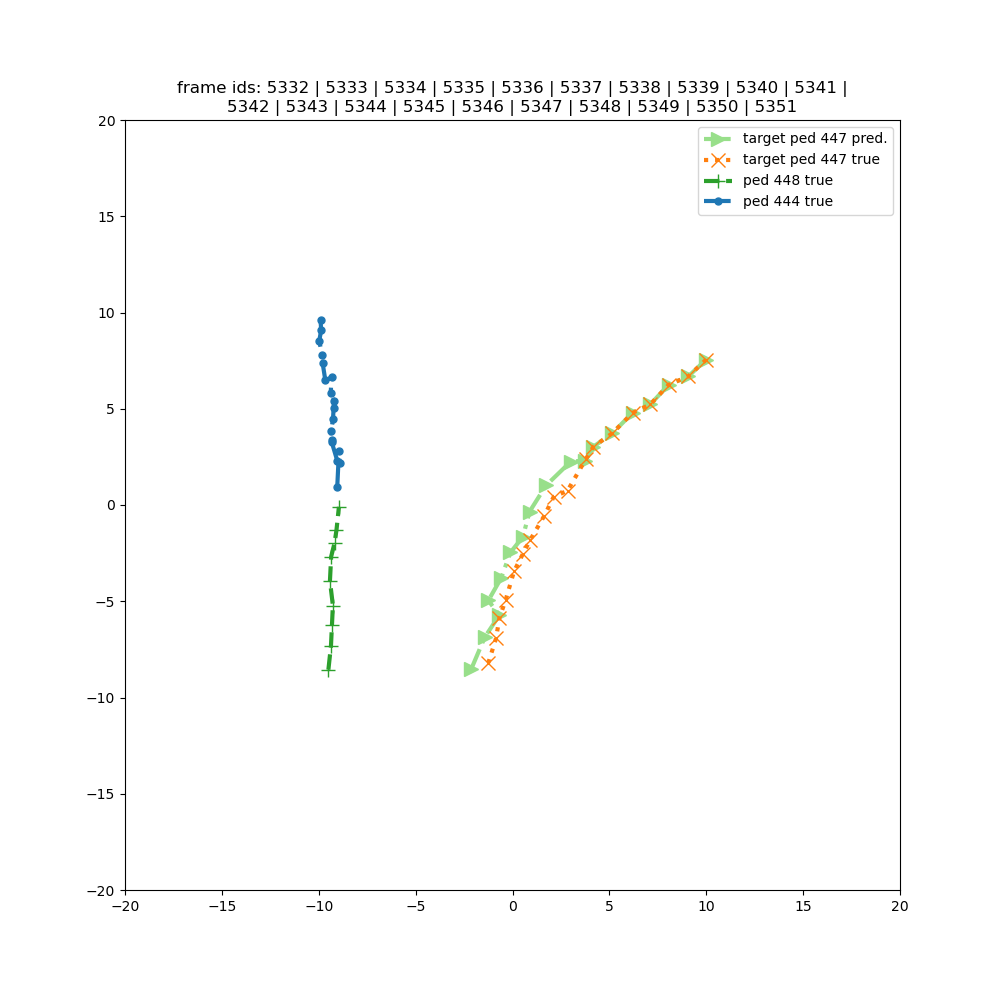 frame ids: 5332 | 5333 | 5334 | 5335 | 5336 | 5337 | 5338 | 5339 | 5340 | 5341 |
5342 | 5343 | 5344 | 5345 | 5346 | 5347 | 5348 | 5349 | 5350 | 5351
target ped 447 pred.
target ped 447 true
ped 448 true
ped 444 true
20
15
10
5
0
−5
−10
−15
−20
−20 −15 −10 −5 0 5 10 15 20